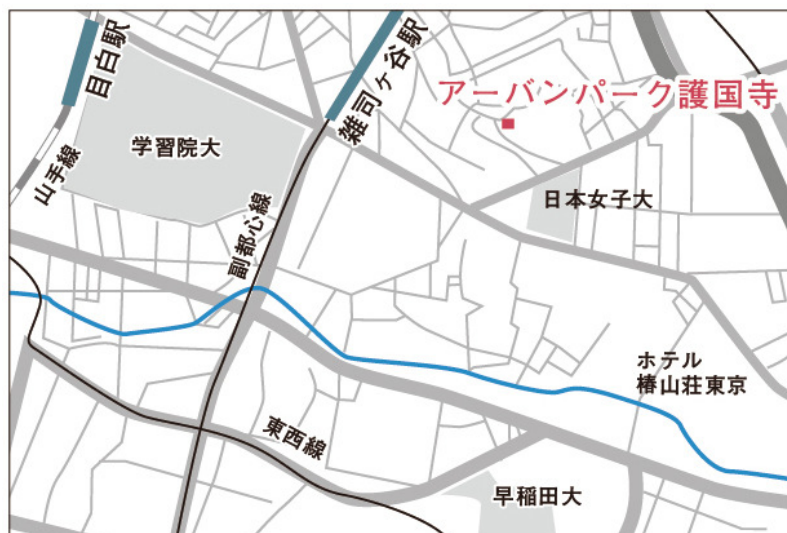 目白駅
雑司ヶ谷駅
アーバンパーク護国寺
学習院大
山手線
日本女子大
副都心線
ホテル
椿山荘東京
東西線
早稲田大